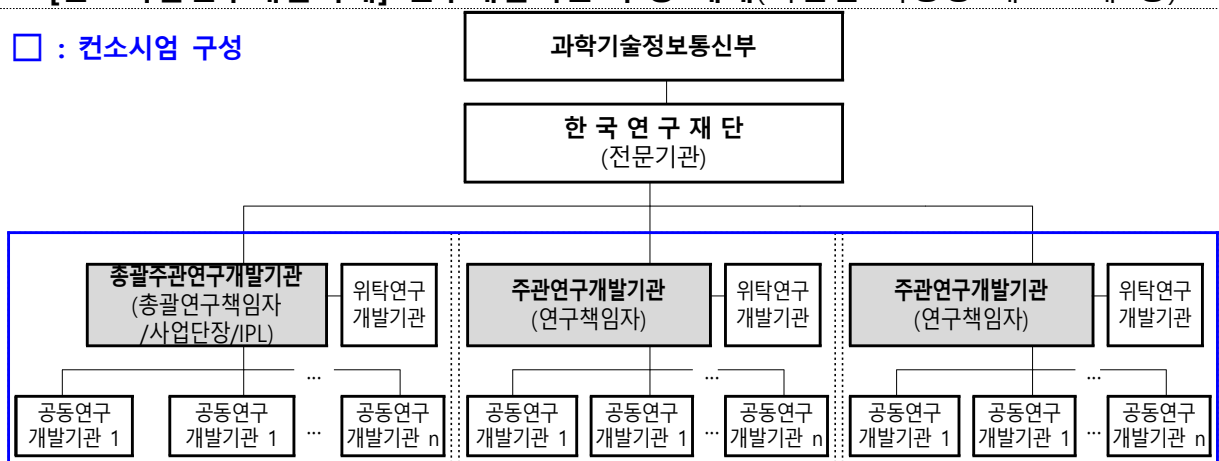 □ : 컨소시엄 구성
과학기술정보통신부
한 국 연 구 재 단
(전문기관)
총괄주관연구개발기관
(총괄연구책임자
/사업단장/IPL)
위탁연구
개발기관
주관연구개발기관
(연구책임자)
위탁연구
개발기관
주관연구개발기관
(연구책임자)
위탁연구
개발기관
...
...
...
공동연구
개발기관 1
공동연구
개발기관 1
...
공동연구
개발기관 n
공동연구
개발기관 1
공동연구
개발기관 1
...
공동연구
개발기관 n
공동연구
개발기관 1
공동연구
개발기관 1
...
공동연구
개발기관 n